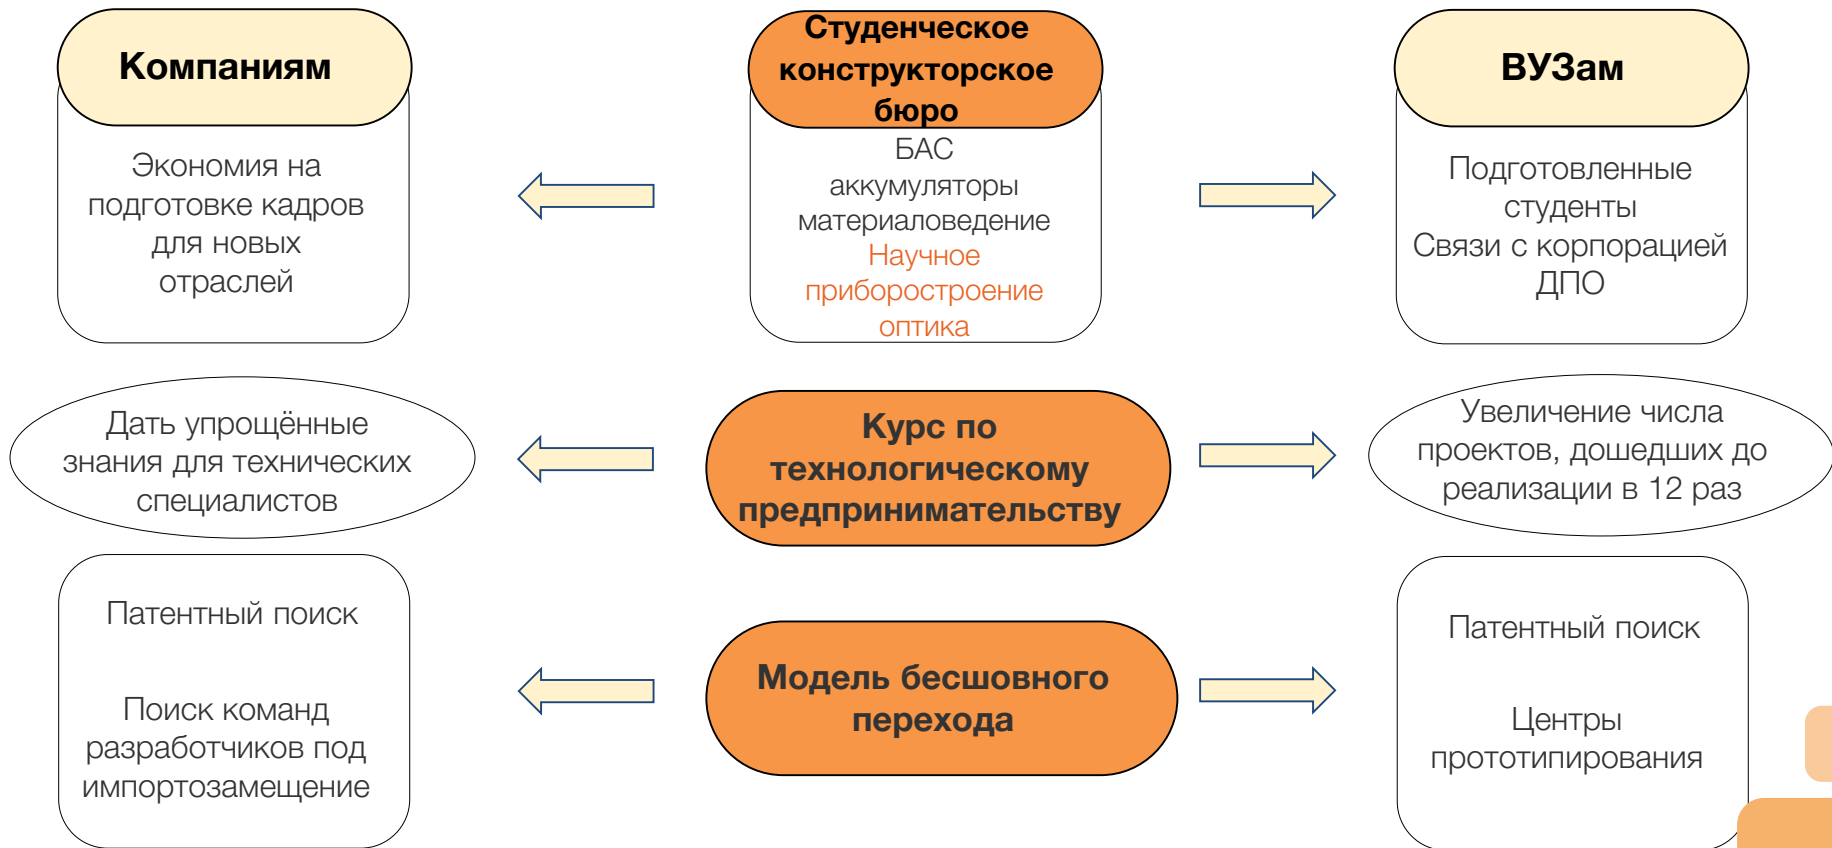 Компаниям
Экономия на
подготовке кадров
для новых
отраслей
Студенческое
конструкторское
бюро
БАС
аккумуляторы
материаловедение
Научное
приборостроение
оптика
ВУЗам
Подготовленные
студенты
Связи с корпорацией
ДПО
Дать упрощённые
знания для технических
специалистов
Курс по
технологическому
предпринимательству
Увеличение числа
проектов, дошедших до
реализации в 12 раз
Патентный поиск
Поиск команд
разработчиков под
импортозамещение
Модель бесшовного
перехода
Патентный поиск
Центры
прототипирования